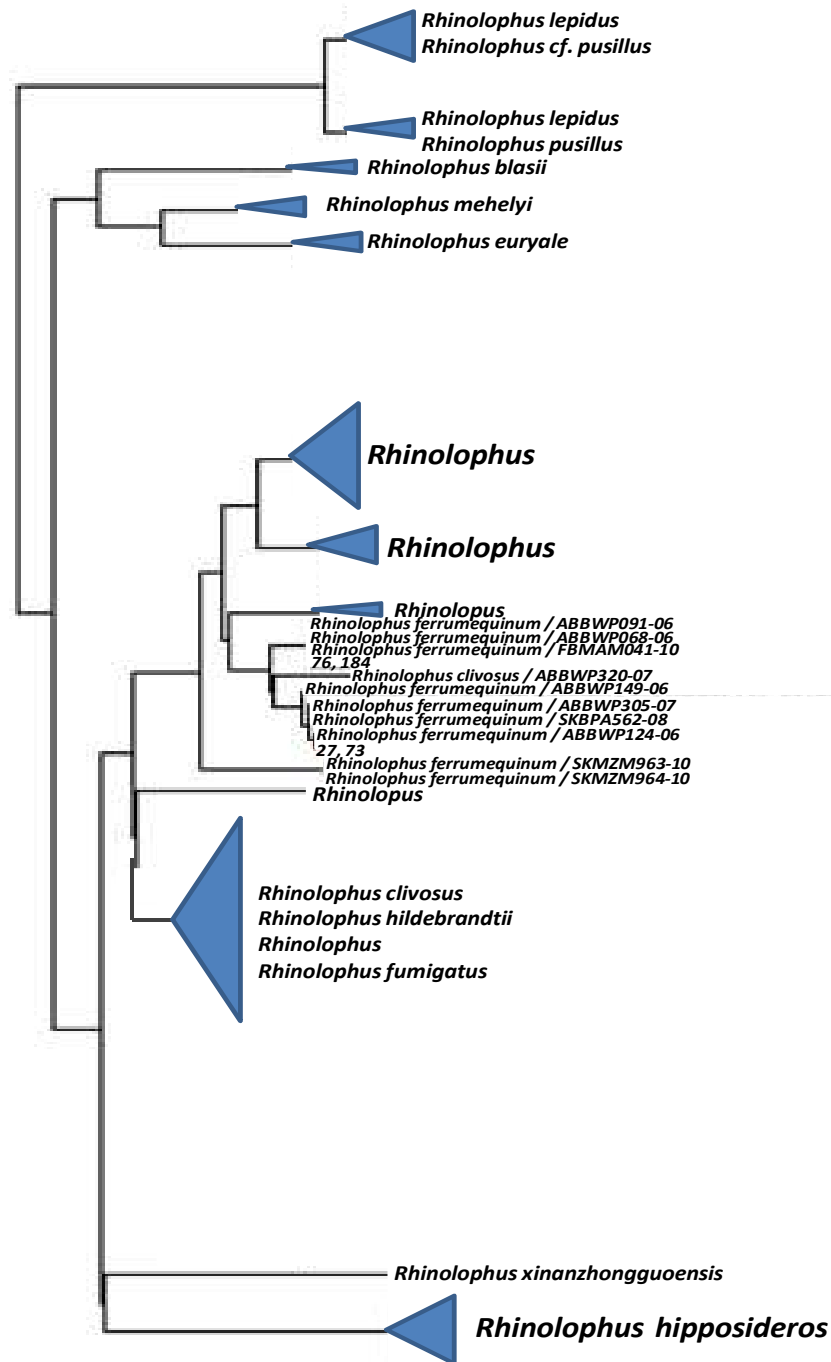 Rhinolophus lepidus
Rhinolophus cf. pusillus
Rhinolophus lepidus
Rhinolophus pusillus
Rhinolophus blasii
Rhinolophus mehelyi
Rhinolophus euryale
Rhinolophus
Rhinolophus
Rhinolopus
Rhinolophus ferrumequinum / ABBWP091-06
Rhinolophus ferrumequinum / ABBWP068-06
Rhinolophus ferrumequinum / FBMAM041-10
76, 184
Rhinolophus clivosus / ABBWP320-07
Rhinolophus ferrumequinum / ABBWP149-06
Rhinolophus ferrumequinum / ABBWP305-07
Rhinolophus ferrumequinum / SKBPA562-08
Rhinolophus ferrumequinum / ABBWP124-06
27, 73
Rhinolophus ferrumequinum / SKMZM963-10
Rhinolophus ferrumequinum / SKMZM964-10
Rhinolopus
Rhinolophus clivosus
Rhinolophus hildebrandtii
Rhinolophus
Rhinolophus fumigatus
Rhinolophus xinanzhongguoensis
Rhinolophus hipposideros